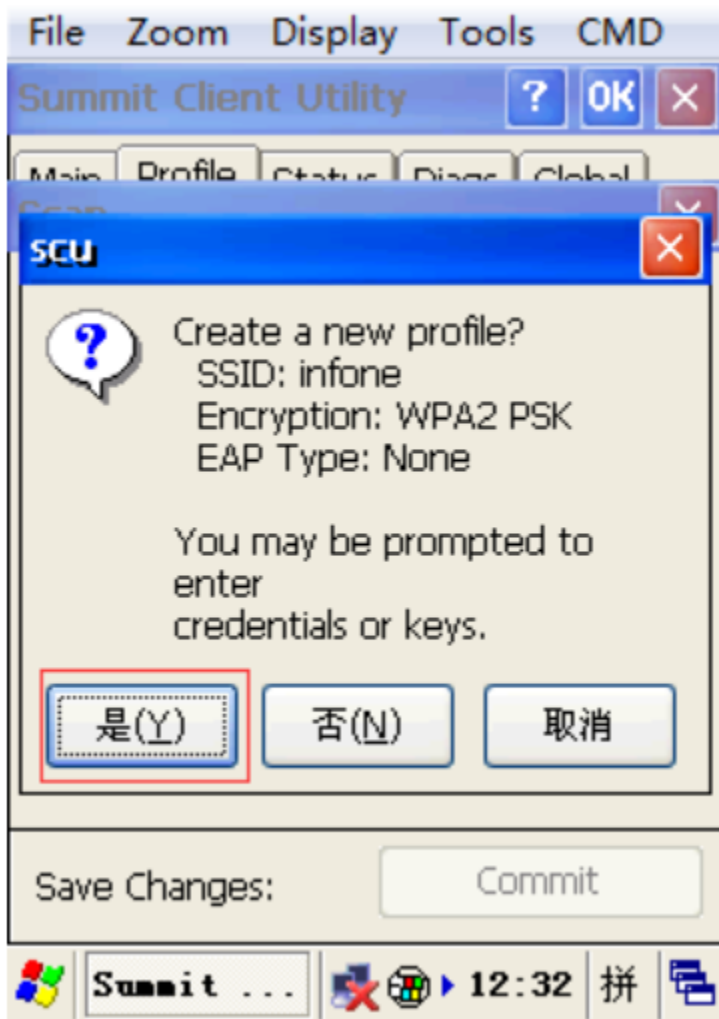 File Zoom Display Tools CMD
Summit Client Utility ? OK
Main Profile Status Diags Global
Scan
scu
Create a new profile?
SSID: infone
Encryption: WPA2 PSK
EAP Type: None
You may be prompted to
enter
credentials or keys.
是(Y) 否(N) 取消
Save Changes: Commit
Summit ... 12:32 拼